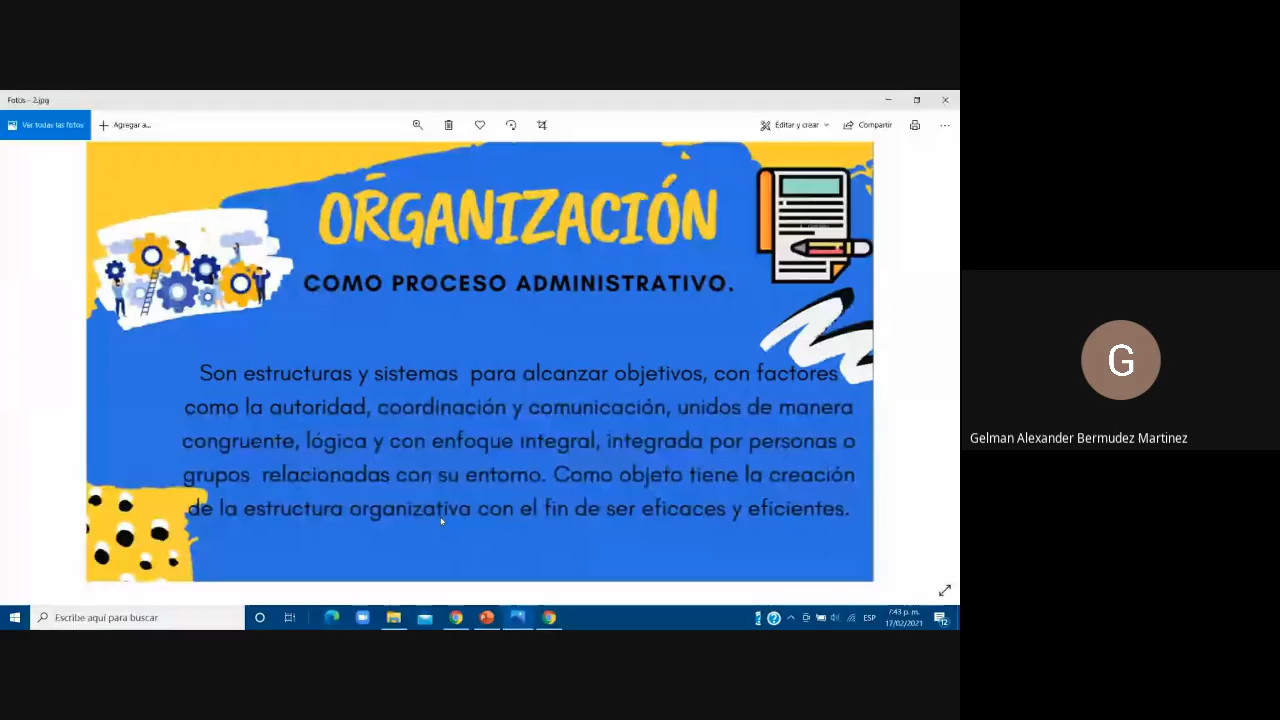 Fotos - 2.jpg
Ver todas las fotos
Agregar a...
Editar y crear
Compartir
ORGANIZACIÓN
COMO PROCESO ADMINISTRATIVO.
Son estructuras y sistemas para alcanzar objetivos, con factores
como la autoridad, coordinación y comunicación, unidos de manera
congruente, lógica y con enfoque integral, integrada por personas o
grupos relacionadas con su entorno. Como objeto tiene la creación
de la estructura organizativa con el fin de ser eficaces y eficientes.
G
Gelman Alexander Bermudez Martinez
Escribe aquí para buscar
ESP
7:43 p. m.
17/02/2021
12